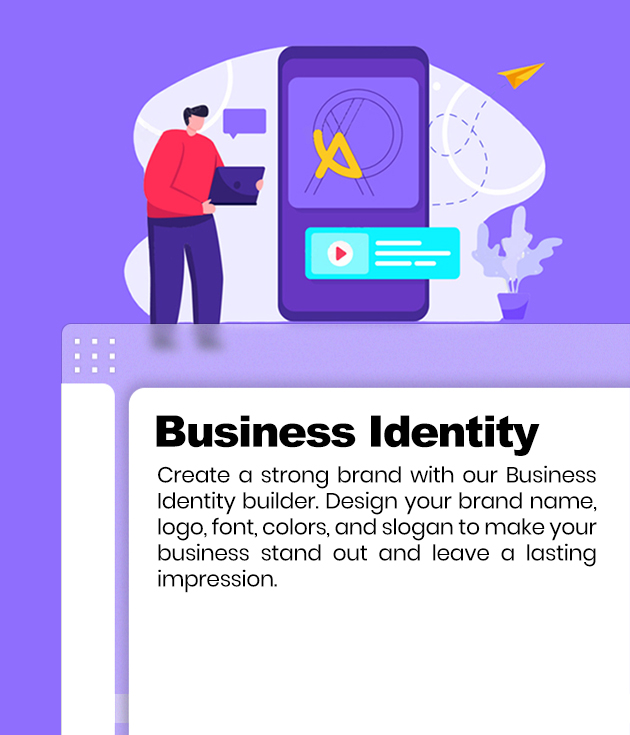 Business Identity
Create a strong brand with our Business
Identity builder. Design your brand name,
logo, font, colors, and slogan to make your
business stand out and leave a lasting
impression.